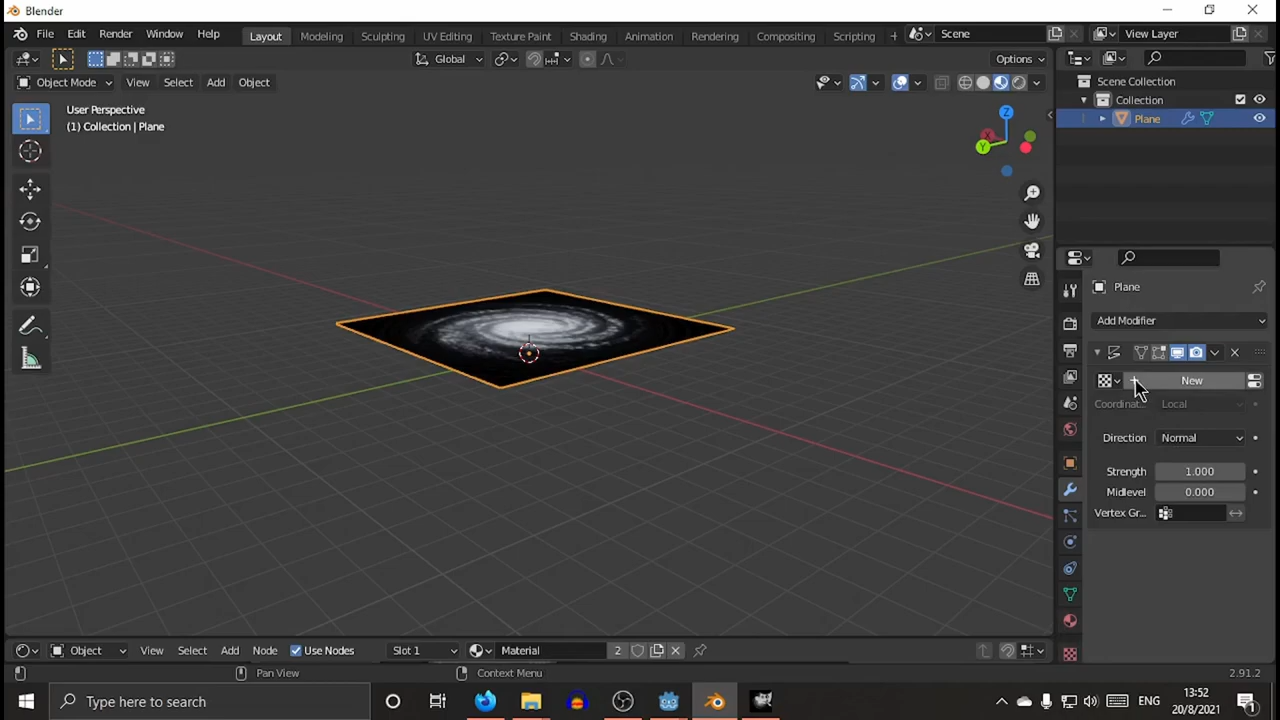 Blender
File Edit Render Window Help
Layout Modeling Sculpting UV Editing Texture Paint Shading Animation Rendering Compositing Scripting
Scene
View Layer
Global
Options
Object Mode View Select Add Object
User Perspective
(1) Collection | Plane
Z
X
Y
Scene Collection
Collection
Plane
Plane
Add Modifier
New
Coordinat... Local
Direction Normal
Strength 1.000
Midlevel 0.000
Vertex Gr...
Object View Select Add Node Use Nodes Slot 1 Material 2
Pan View Context Menu 2.91.2
Type here to search
ENG
13:52
20/8/2021
1